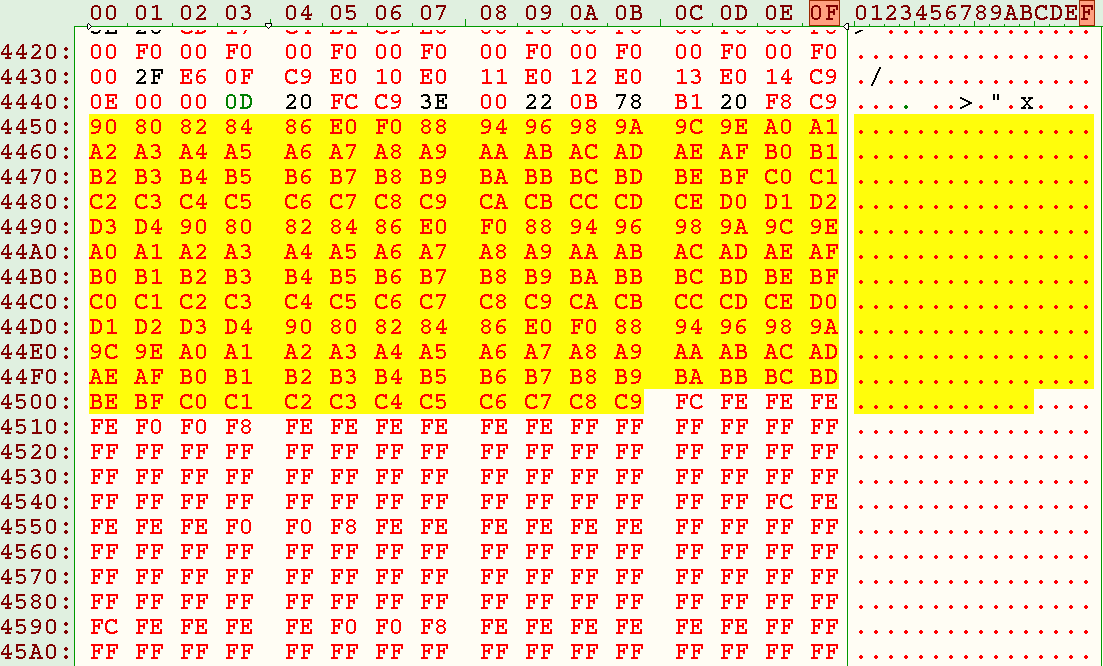 00 01 02 03 04 05 06 07 08 09 0A 0B 0C 0D 0E 0F 0123456789ABCDEF
4420: 00 F0 00 F0 00 F0 00 F0 00 F0 00 F0 00 F0 00 F0 ................
4430: 00 2F E6 0F C9 E0 10 E0 11 E0 12 E0 13 E0 14 C9 ./..............
4440: 0E 00 00 0D 20 FC C9 3E 00 22 0B 78 B1 20 F8 C9 .... ..>.".x. ..
4450: 90 80 82 84 86 E0 F0 88 94 96 98 9A 9C 9E A0 A1 ................
4460: A2 A3 A4 A5 A6 A7 A8 A9 AA AB AC AD AE AF B0 B1 ................
4470: B2 B3 B4 B5 B6 B7 B8 B9 BA BB BC BD BE BF C0 C1 ................
4480: C2 C3 C4 C5 C6 C7 C8 C9 CA CB CC CD CE D0 D1 D2 ................
4490: D3 D4 90 80 82 84 86 E0 F0 88 94 96 98 9A 9C 9E ................
44A0: A0 A1 A2 A3 A4 A5 A6 A7 A8 A9 AA AB AC AD AE AF ................
44B0: B0 B1 B2 B3 B4 B5 B6 B7 B8 B9 BA BB BC BD BE BF ................
44C0: C0 C1 C2 C3 C4 C5 C6 C7 C8 C9 CA CB CC CD CE D0 ................
44D0: D1 D2 D3 D4 90 80 82 84 86 E0 F0 88 94 96 98 9A ................
44E0: 9C 9E A0 A1 A2 A3 A4 A5 A6 A7 A8 A9 AA AB AC AD ................
44F0: AE AF B0 B1 B2 B3 B4 B5 B6 B7 B8 B9 BA BB BC BD ................
4500: BE BF C0 C1 C2 C3 C4 C5 C6 C7 C8 C9 FC FE FE FE ................
4510: FE F0 F0 F8 FE FE FE FE FE FE FF FF FF FF FF FF ................
4520: FF FF FF FF FF FF FF FF FF FF FF FF FF FF FF FF ................
4530: FF FF FF FF FF FF FF FF FF FF FF FF FF FF FF FF ................
4540: FF FF FF FF FF FF FF FF FF FF FF FF FF FF FC FE ................
4550: FE FE FE F0 F0 F8 FE FE FE FE FE FE FF FF FF FF ................
4560: FF FF FF FF FF FF FF FF FF FF FF FF FF FF FF FF ................
4570: FF FF FF FF FF FF FF FF FF FF FF FF FF FF FF FF ................
4580: FF FF FF FF FF FF FF FF FF FF FF FF FF FF FF FF ................
4590: FC FE FE FE FE F0 F0 F8 FE FE FE FE FE FE FF FF ................
45A0: FF FF FF FF FF FF FF FF FF FF FF FF FF FF FF FF ................